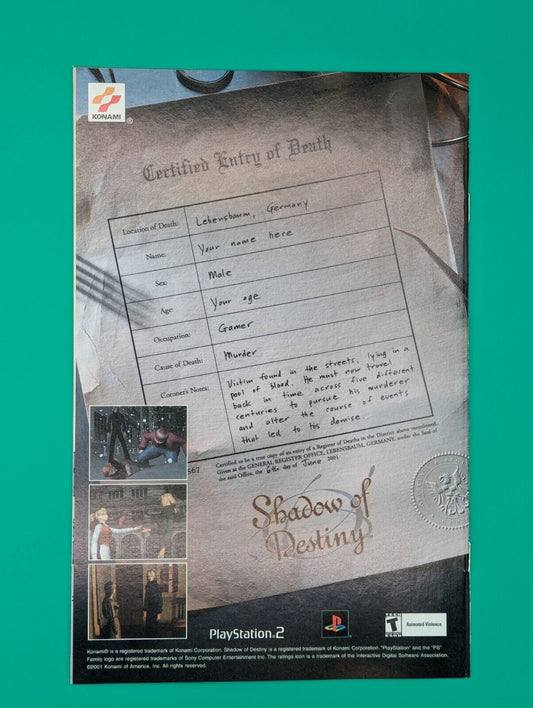 KONAMI
®
Certified Entry of Death
Location of Death: Lebensbaum, Germany
Name: Your name here
Sex: Male
Age: Your age
Occupation: Gamer
Cause of Death: Murder
Coroner's Notes: Victim found in the streets, lying in a
pool of blood. He must now travel
back in time across five different
centuries to pursue his murderer
and alter the course of events
that led to his demise.
567
Certified to be a true copy of an entry of a Register of Deaths in the District above mentioned.
Given at the GENERAL REGISTER OFFICE, LEBENSBAUM, GERMANY, under the Seal of
the said Office, the 6th day of June 2001
Shadow of
Destiny
PlayStation.2
T
Animated Violence
Konami® is a registered trademark of Konami Corporation. Shadow of Destiny is a registered trademark of Konami Corporation. "PlayStation" and the "PS"
Family logo are registered trademarks of Sony Computer Entertainment Inc. The ratings icon is a trademark of the Interactive Digital Software Association.
©2001 Konami of America, Inc. All rights reserved.